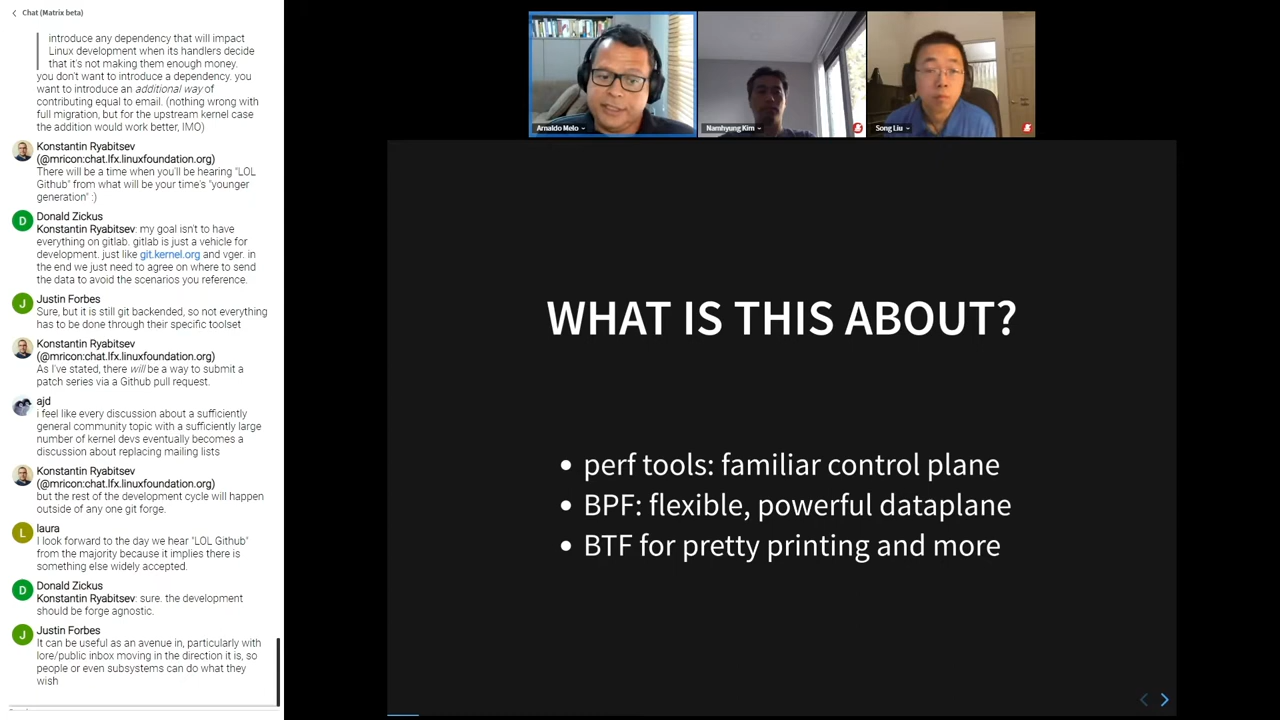 Chat (Matrix beta)
introduce any dependency that will impact
Linux development when its handlers decide
that it's not making them enough money.
you don't want to introduce a dependency. you
want to introduce an additional way of
contributing equal to email. (nothing wrong with
full migration, but for the upstream kernel case
the addition would work better, IMO)
Konstantin Ryabitsev
(@mricon:chat.lfx.linuxfoundation.org)
There will be a time when you'll be hearing "LOL
Github" from what will be your time's "younger
generation" :)
D
Donald Zickus
Konstantin Ryabitsev: my goal isn't to have
everything on gitlab. gitlab is just a vehicle for
development. just like git.kernel.org and vger. in
the end we just need to agree on where to send
the data to avoid the scenarios you reference.
J
Justin Forbes
Sure, but it is still git backended, so not everything
has to be done through their specific toolset
Konstantin Ryabitsev
(@mricon:chat.lfx.linuxfoundation.org)
As I've stated, there will be a way to submit a
patch series via a Github pull request.
ajd
i feel like every discussion about a sufficiently
general community topic with a sufficiently large
number of kernel devs eventually becomes a
discussion about replacing mailing lists
Konstantin Ryabitsev
(@mricon:chat.lfx.linuxfoundation.org)
but the rest of the development cycle will happen
outside of any one git forge.
L
laura
I look forward to the day we hear "LOL Github"
from the majority because it implies there is
something else widely accepted.
D
Donald Zickus
Konstantin Ryabitsev: sure. the development
should be forge agnostic.
J
Justin Forbes
It can be useful as an avenue in, particularly with
lore/public inbox moving in the direction it is, so
people or even subsystems can do what they
wish
Arnaldo Melo
Namhyung Kim
Song Liu
WHAT IS THIS ABOUT?
• perf tools: familiar control plane
• BPF: flexible, powerful dataplane
• BTF for pretty printing and more